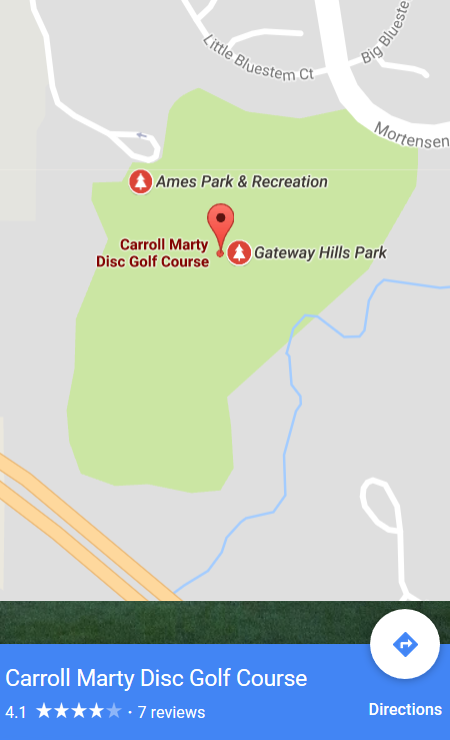 Little Bluestem Ct
Big Blueste
Mortensen
Ames Park & Recreation
Carroll Marty
Disc Golf Course
Gateway Hills Park
Carroll Marty Disc Golf Course
4.1 ★★★★★ · 7 reviews
Directions